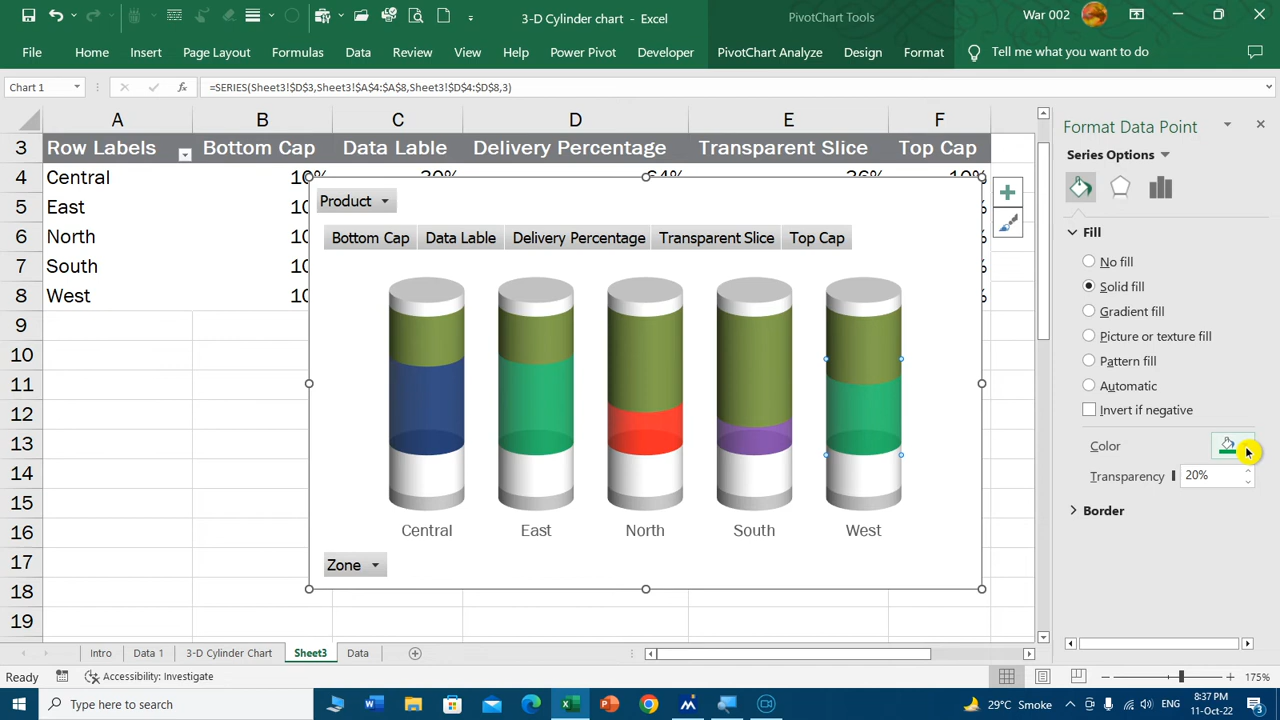 3-D Cylinder chart - Excel
PivotChart Tools
War 002
File Home Insert Page Layout Formulas Data Review View Help Power Pivot Developer PivotChart Analyze Design Format Tell me what you want to do
Chart 1 fx =SERIES(Sheet3!$D$3,Sheet3!$A$4:$A$8,Sheet3!$D$4:$D$8,3)
A B C D E F
3 Row Labels Bottom Cap Data Lable Delivery Percentage Transparent Slice Top Cap
4 Central
5 East
6 North
7 South
8 West
9
10
11
12
13
14
15
16
17
18
19
Product
Bottom Cap Data Lable Delivery Percentage Transparent Slice Top Cap
Central East North South West
Zone
Format Data Point
Series Options
Fill
No fill
Solid fill
Gradient fill
Picture or texture fill
Pattern fill
Automatic
Invert if negative
Color
Transparency 20%
Border
Intro Data 1 3-D Cylinder Chart Sheet3 Data
Ready Accessibility: Investigate 175%
Type here to search
29°C Smoke
ENG
8:37 PM
11-Oct-22